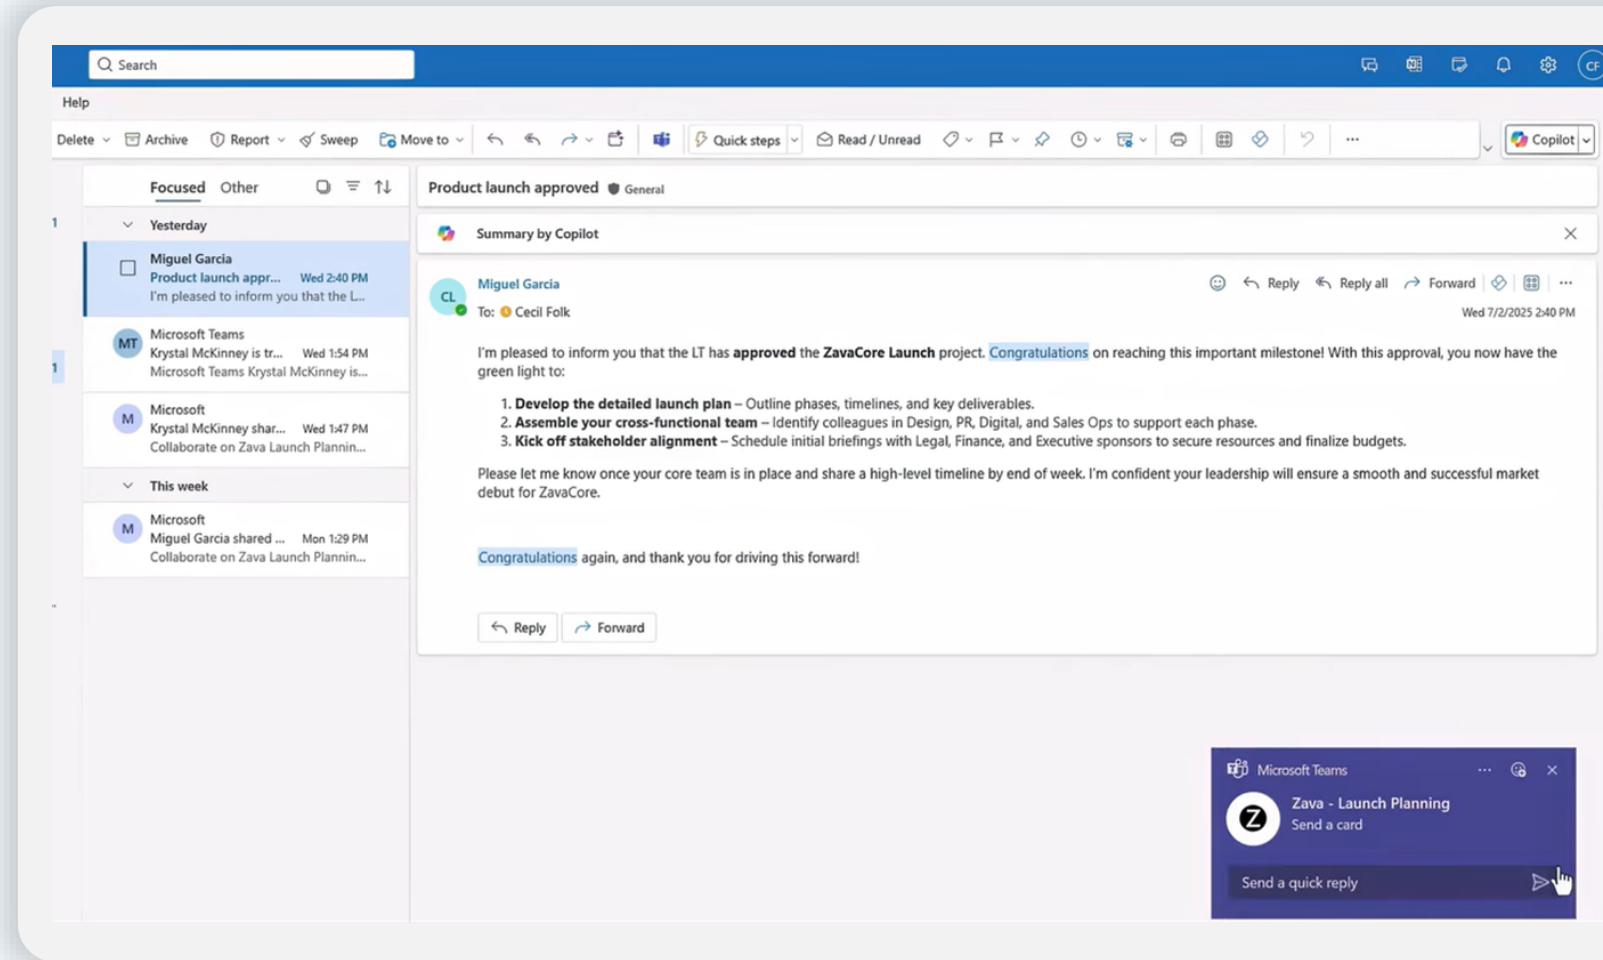 Search
CF
Help
Delete Archive Report Sweep Move to Quick steps Read / Unread ... Copilot
Focused Other
1
Yesterday
Miguel Garcia
Product launch appr... Wed 2:40 PM
I'm pleased to inform you that the L...
MT
Microsoft Teams
Krystal McKinney is tr... Wed 1:54 PM
Microsoft Teams Krystal McKinney is...
1
M
Microsoft
Krystal McKinney shar... Wed 1:47 PM
Collaborate on Zava Launch Plannin...
This week
M
Microsoft
Miguel Garcia shared ... Mon 1:29 PM
Collaborate on Zava Launch Plannin...
Product launch approved General
Summary by Copilot
CL
Miguel Garcia
Reply Reply all Forward ...
To: Cecil Folk
Wed 7/2/2025 2:40 PM
I'm pleased to inform you that the LT has approved the ZavaCore Launch project. Congratulations on reaching this important milestone! With this approval, you now have the
green light to:
1. Develop the detailed launch plan – Outline phases, timelines, and key deliverables.
2. Assemble your cross-functional team – Identify colleagues in Design, PR, Digital, and Sales Ops to support each phase.
3. Kick off stakeholder alignment – Schedule initial briefings with Legal, Finance, and Executive sponsors to secure resources and finalize budgets.
Please let me know once your core team is in place and share a high-level timeline by end of week. I'm confident your leadership will ensure a smooth and successful market
debut for ZavaCore.
Congratulations again, and thank you for driving this forward!
Reply Forward
Microsoft Teams ...
Z
Zava - Launch Planning
Send a card
Send a quick reply